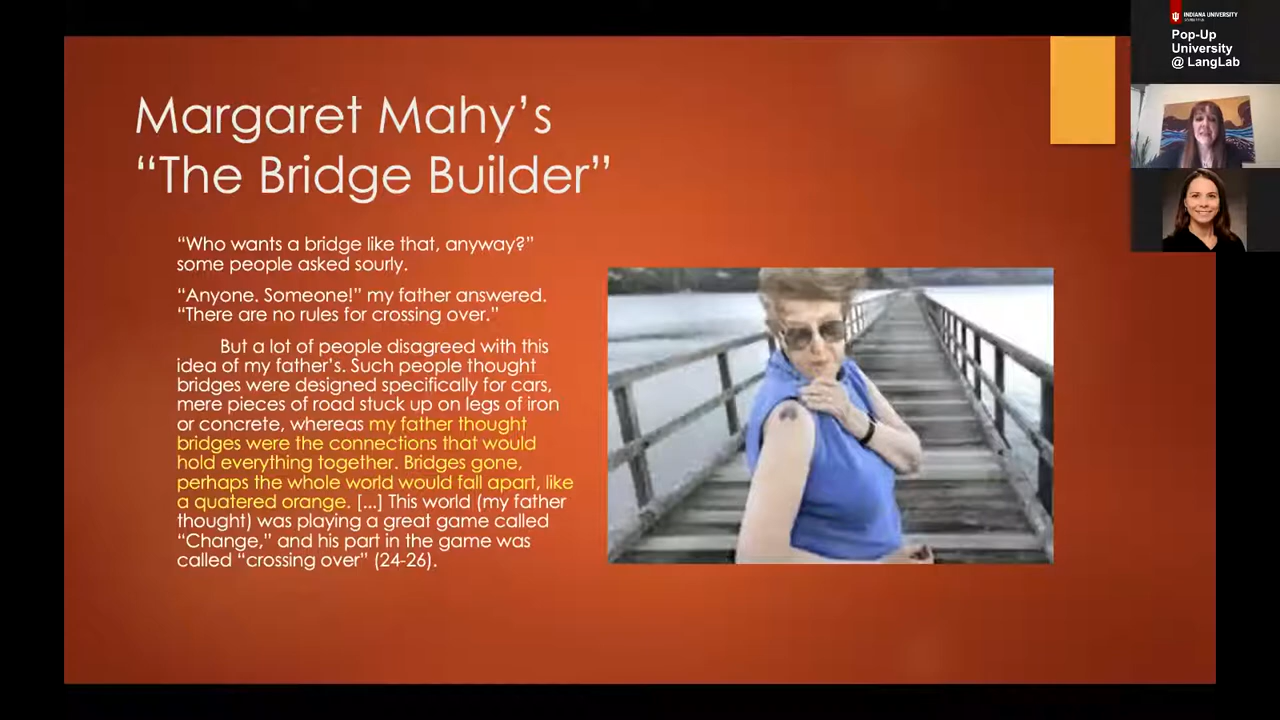 Margaret Mahy's
“The Bridge Builder”
“Who wants a bridge like that, anyway?”
some people asked sourly.
“Anyone. Someone!” my father answered.
“There are no rules for crossing over.”
But a lot of people disagreed with this
idea of my father's. Such people thought
bridges were designed specifically for cars,
mere pieces of road stuck up on legs of iron
or concrete, whereas my father thought
bridges were the connections that would
hold everything together. Bridges gone,
perhaps the whole world would fall apart, like
a quatered orange. [...] This world (my father
thought) was playing a great game called
“Change,” and his part in the game was
called “crossing over” (24-26).
INDIANA UNIVERSITY
Pop-Up
University
@ LangLab